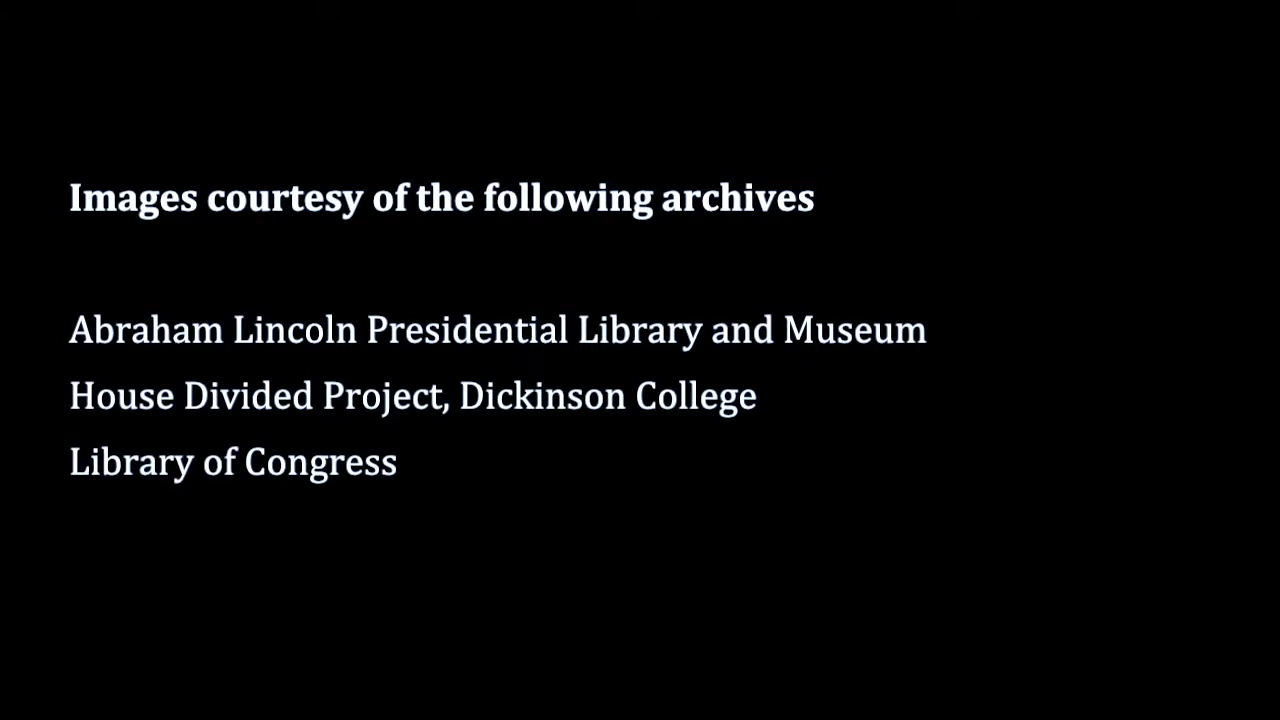 Images courtesy of the following archives
Abraham Lincoln Presidential Library and Museum
House Divided Project, Dickinson College
Library of Congress